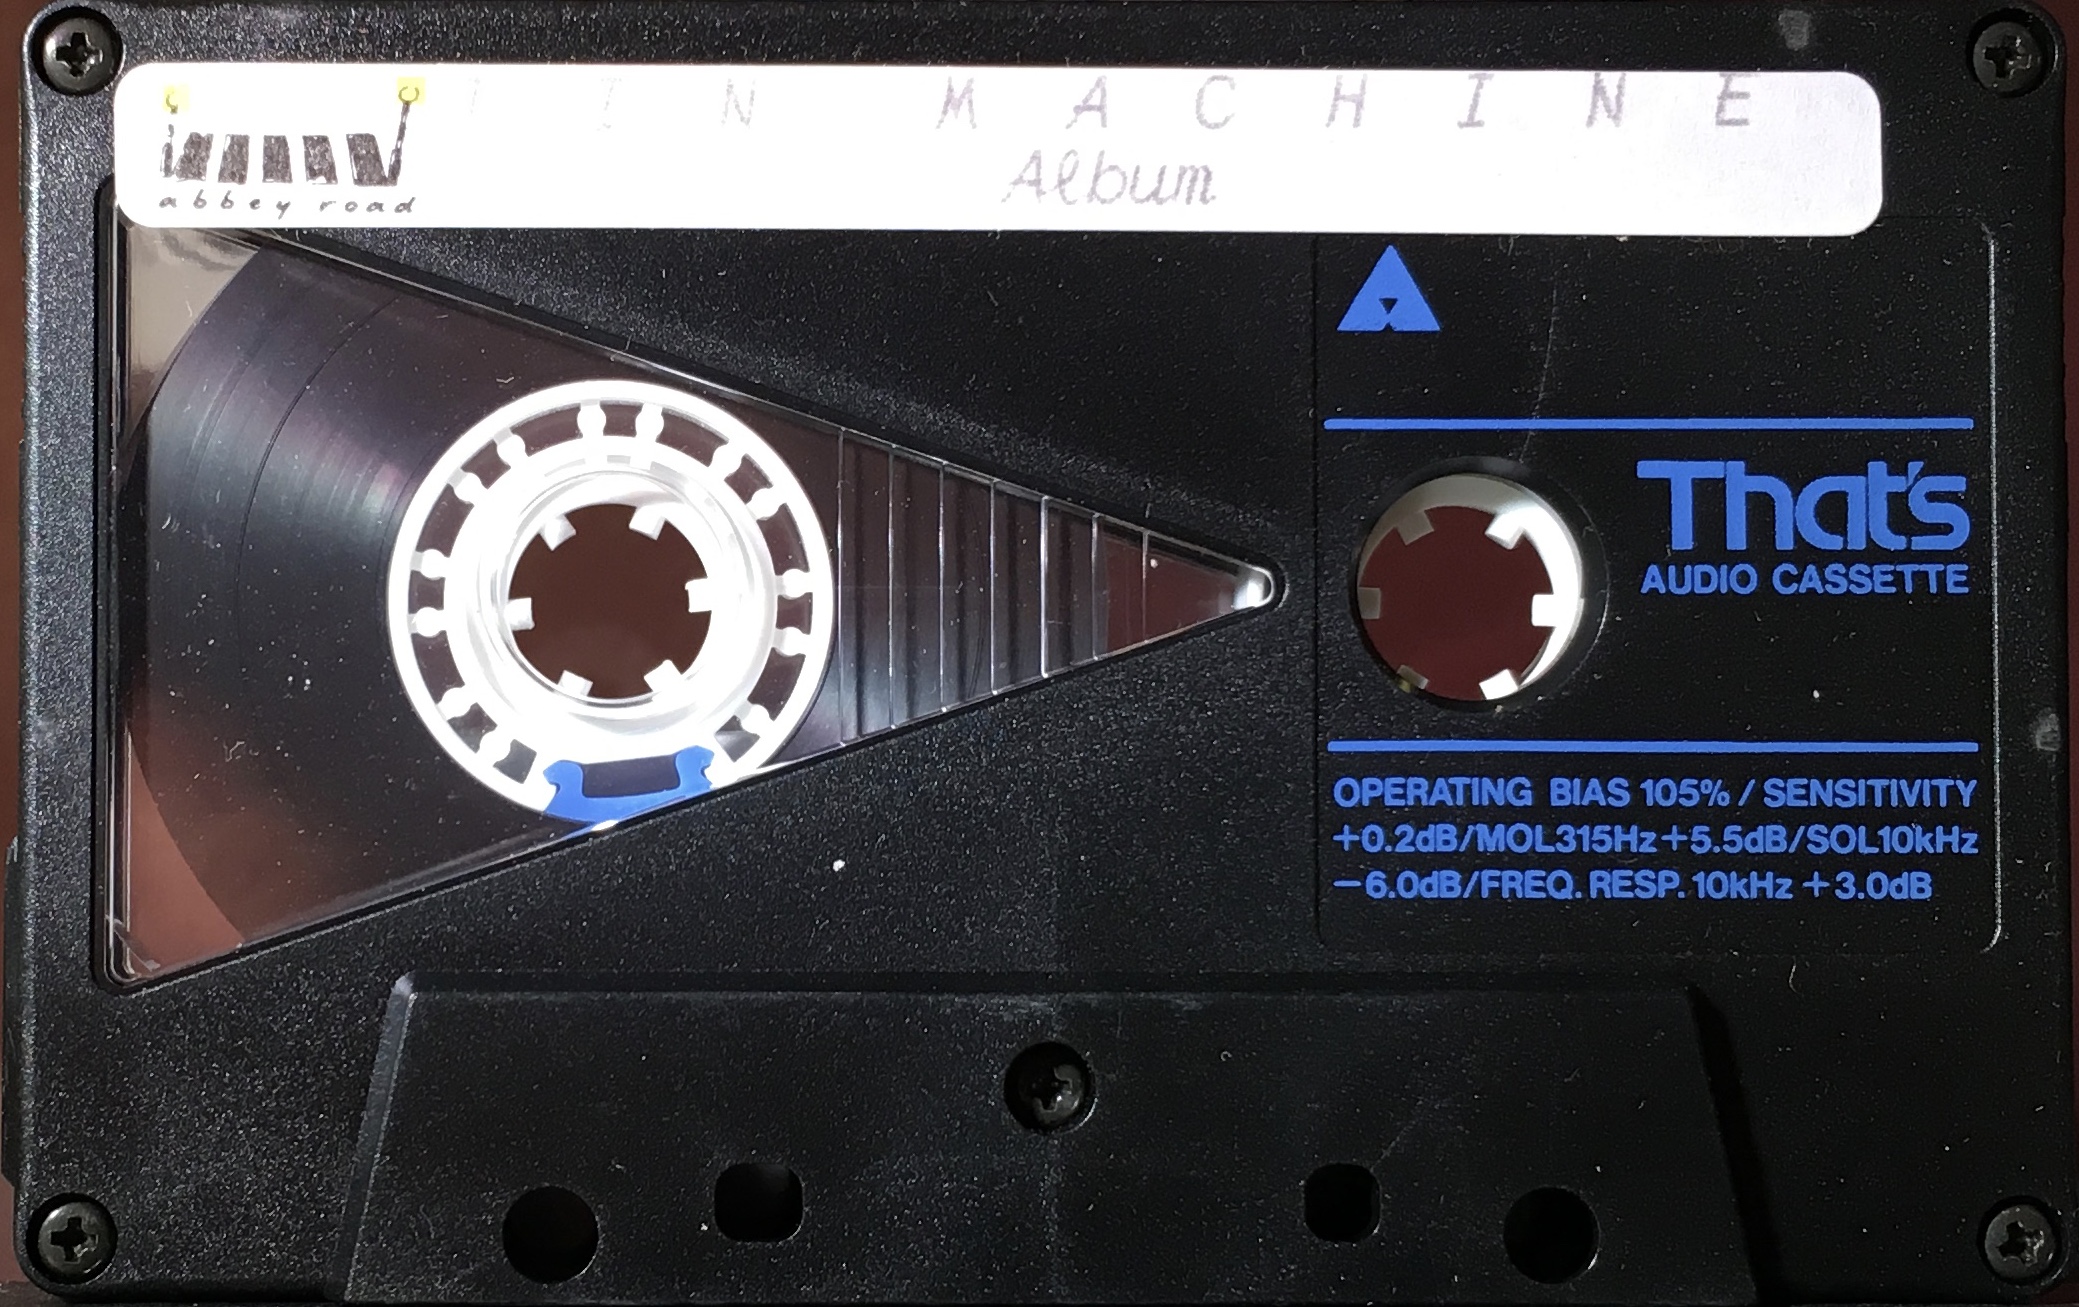 T I N M A C H I N E
Album
abbey road
That's
AUDIO CASSETTE
OPERATING BIAS 105% / SENSITIVITY
+0.2dB/MOL315Hz+5.5dB/SOL10kHz
−6.0dB/FREQ. RESP. 10kHz +3.0dB